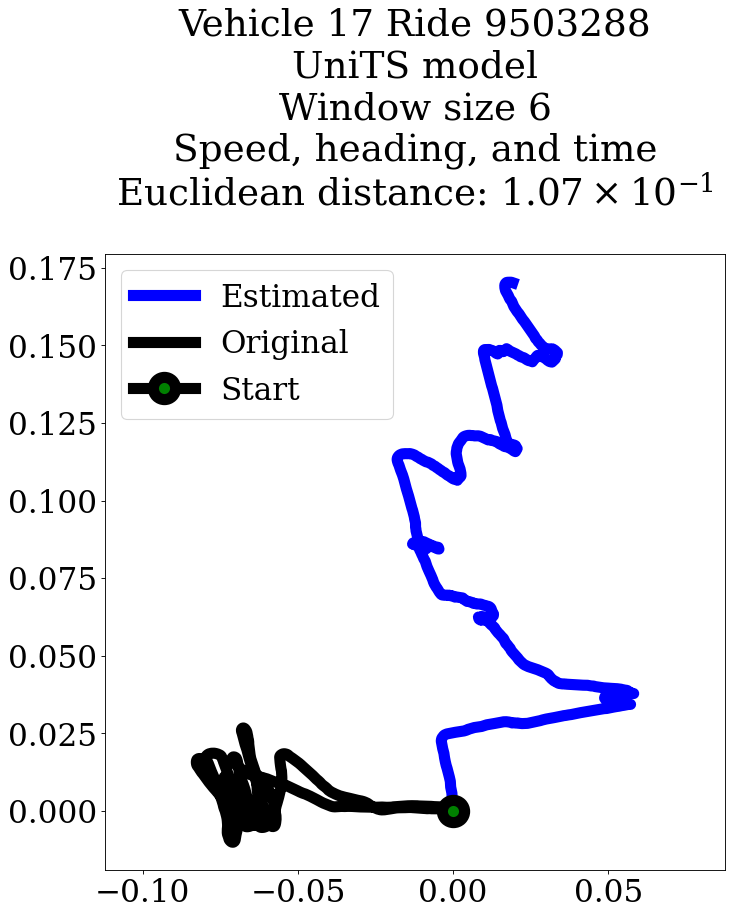 Vehicle 17 Ride 9503288
UniTS model
Window size 6
Speed, heading, and time
Euclidean distance: 1.07 × 10⁻¹
Estimated
Original
Start
0.175
0.150
0.125
0.100
0.075
0.050
0.025
0.000
−0.10 −0.05 0.00 0.05